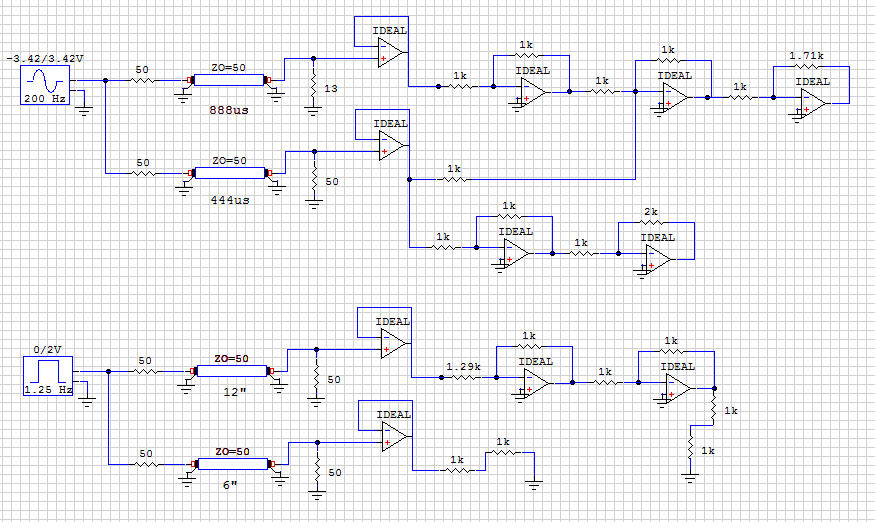 IDEAL
-3.42/3.42V
50
ZO=50
1k
1k
1.71k
IDEAL
IDEAL
IDEAL
200 Hz
13
1k
1k
1k
888us
IDEAL
50
ZO=50
1k
50
444us
1k
2k
IDEAL
IDEAL
1k
1k
IDEAL
0/2V
50
ZO=50
1k
1k
1.29k
IDEAL
IDEAL
1.25 Hz
50
1k
12"
IDEAL
1k
50
ZO=50
1k
1k
1k
50
6"